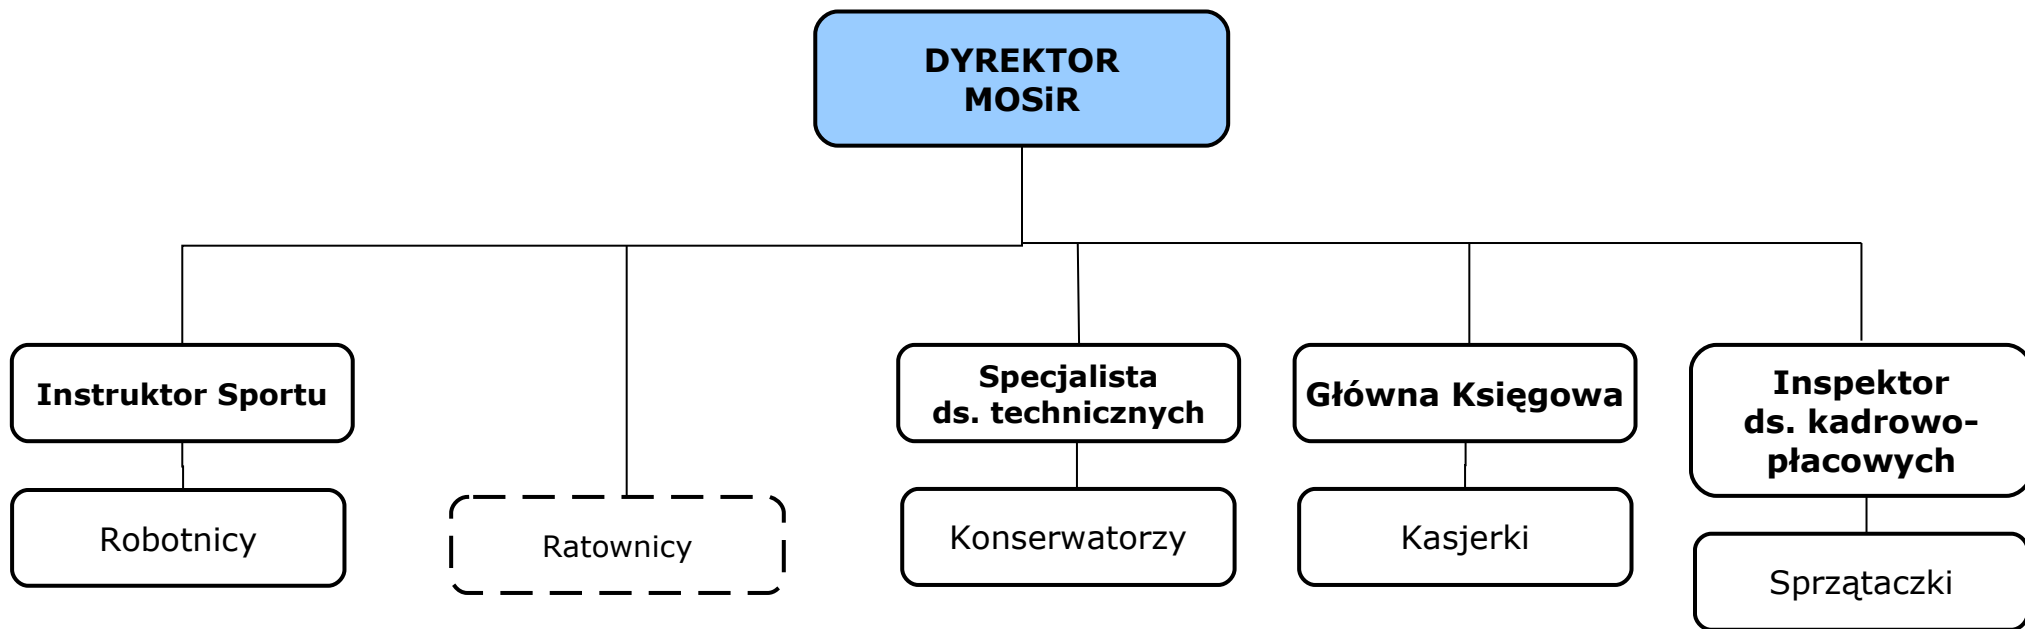 DYREKTOR
MOSiR
Instruktor Sportu
Specjalista
ds. technicznych
Główna Księgowa
Inspektor
ds. kadrowo-
płacowych
Robotnicy
Ratownicy
Konserwatorzy
Kasjerki
Sprzątaczki